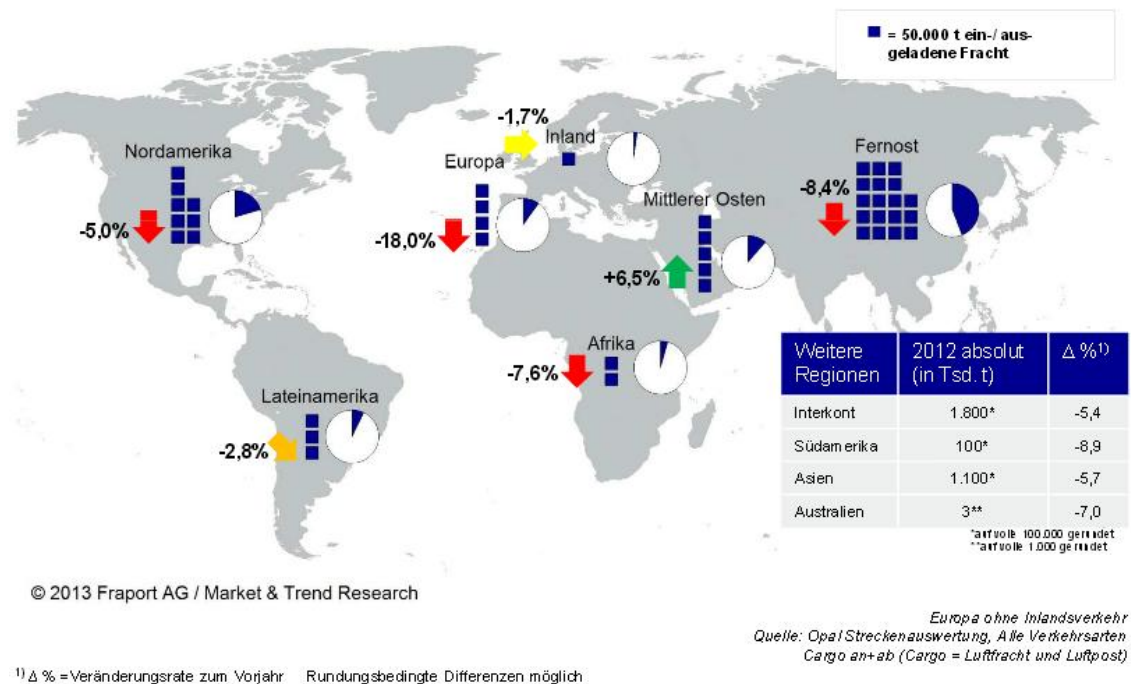 = 50.000 t ein-/ aus-
geladene Fracht
-1,7%
Inland
Nordamerika
-5,0%
Europa
-18,0%
Mittlerer Osten
+6,5%
Fernost
-8,4%
Afrika
-7,6%
Lateinamerika
-2,8%
Weitere Regionen 2012 absolut (in Tsd. t) Δ %1)
Interkont 1.800* -5,4
Südamerika 100* -8,9
Asien 1.100* -5,7
Australien 3** -7,0
*auf volle 100.000 gerundet
**auf volle 1.000 gerundet
© 2013 Fraport AG / Market & Trend Research
Europa ohne Inlandsverkehr
Quelle: Opal Streckenauswertung, Alle Verkehrsarten
Cargo an+ab (Cargo = Luftfracht und Luftpost)
1) Δ % = Veränderungsrate zum Vorjahr Rundungsbedingte Differenzen möglich